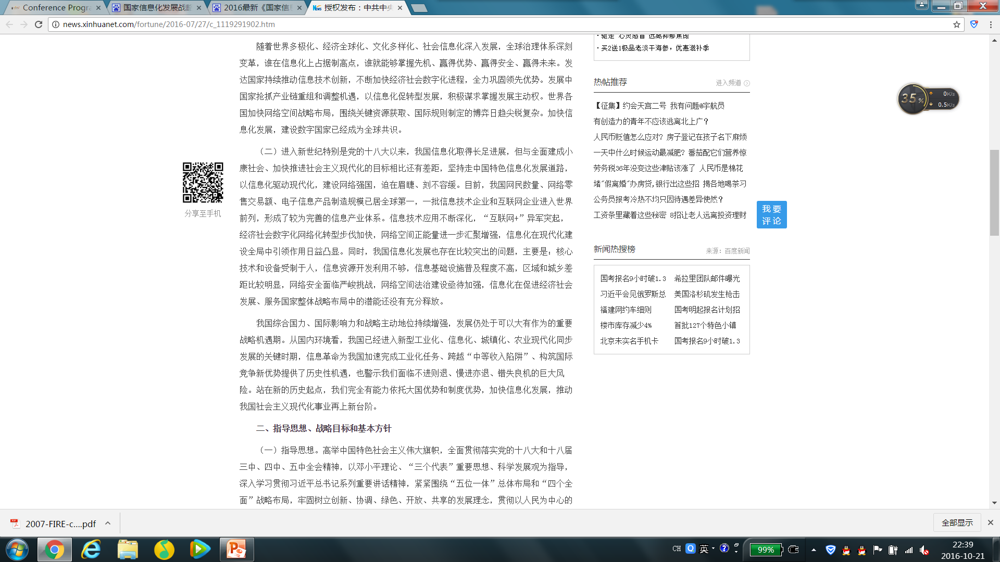 Conference Progra
国家信息化发展战略
2016最新《国家信息
授权发布：中共中央
news.xinhuanet.com/fortune/2016-07/27/c_1119291902.htm
随着世界多极化、经济全球化、文化多样化、社会信息化深入发展，全球治理体系深刻
变革，谁在信息化上占据制高点，谁就能够掌握先机、赢得优势、赢得安全、赢得未来。发
达国家持续推动信息技术创新，不断加快经济社会数字化进程，全力巩固领先优势。发展中
国家抢抓产业链重组和调整机遇，以信息化促转型发展，积极谋求掌握发展主动权。世界各
国加快网络空间战略布局，围绕关键资源获取、国际规则制定的博弈日趋尖锐复杂。加快信
息化发展，建设数字国家已经成为全球共识。
（二）进入新世纪特别是党的十八大以来，我国信息化取得长足进展，但与全面建成小
康社会、加快推进社会主义现代化的目标相比还有差距，坚持走中国特色信息化发展道路，
以信息化驱动现代化，建设网络强国，迫在眉睫、刻不容缓。目前，我国网民数量、网络零
售交易额、电子信息产品制造规模已居全球第一，一批信息技术企业和互联网企业进入世界
前列，形成了较为完善的信息产业体系。信息技术应用不断深化，“互联网+”异军突起，
经济社会数字化网络化转型步伐加快，网络空间正能量进一步汇聚增强，信息化在现代化建
设全局中引领作用日益凸显。同时，我国信息化发展也存在比较突出的问题，主要是：核心
技术和设备受制于人，信息资源开发利用不够，信息基础设施普及程度不高，区域和城乡差
距比较明显，网络安全面临严峻挑战，网络空间法治建设亟待加强，信息化在促进经济社会
发展、服务国家整体战略布局中的潜能还没有充分释放。
我国综合国力、国际影响力和战略主动地位持续增强，发展仍处于可以大有作为的重要
战略机遇期。从国内环境看，我国已经进入新型工业化、信息化、城镇化、农业现代化同步
发展的关键时期，信息革命为我国加速完成工业化任务、跨越“中等收入陷阱”、构筑国际
竞争新优势提供了历史性机遇，也警示我们面临不进则退、慢进亦退、错失良机的巨大风
险。站在新的历史起点，我们完全有能力依托大国优势和制度优势，加快信息化发展，推动
我国社会主义现代化事业再上新台阶。
二、指导思想、战略目标和基本方针
（一）指导思想。高举中国特色社会主义伟大旗帜，全面贯彻落实党的十八大和十八届
三中、四中、五中全会精神，以邓小平理论、“三个代表”重要思想、科学发展观为指导，
深入学习贯彻习近平总书记系列重要讲话精神，紧紧围绕“五位一体”总体布局和“四个全
面”战略布局，牢固树立创新、协调、绿色、开放、共享的发展理念，贯彻以人民为中心的
分享至手机
·驱走 心灵感冒 远离抑郁焦虑
·买2送1极品老淡干海参，优惠滋补季
热帖推荐 进入频道
【征集】约会天宫二号 我有问题@宇航员
有创造力的青年不应该逃离北上广？
人民币贬值怎么应对？房子登记在孩子名下麻烦
一天中什么时候运动最减肥？番茄配它们营养惊
劳务税36年没变这些津贴该涨了 人民币是棉花
堵"假离婚"办房贷,银行出这些招 揭各地喝茶习
公务员报考冷热不均只因待遇差异使然？
工资条里藏着这些秘密 8招让老人远离投资理财
我要
评论
新闻热搜榜 来源：百度新闻
国考报名9小时破1.3 希拉里团队邮件曝光
习近平会见俄罗斯总 美国洛杉矶发生枪击
福建网约车细则 国考明起报名计划招
楼市库存减少4% 首批127个特色小镇
北京未实名手机卡 国考报名9小时破1.3
35%
0K/s
0.5K/s
2007-FIRE-c....pdf
全部显示
CH
英
99%
22:39
2016-10-21